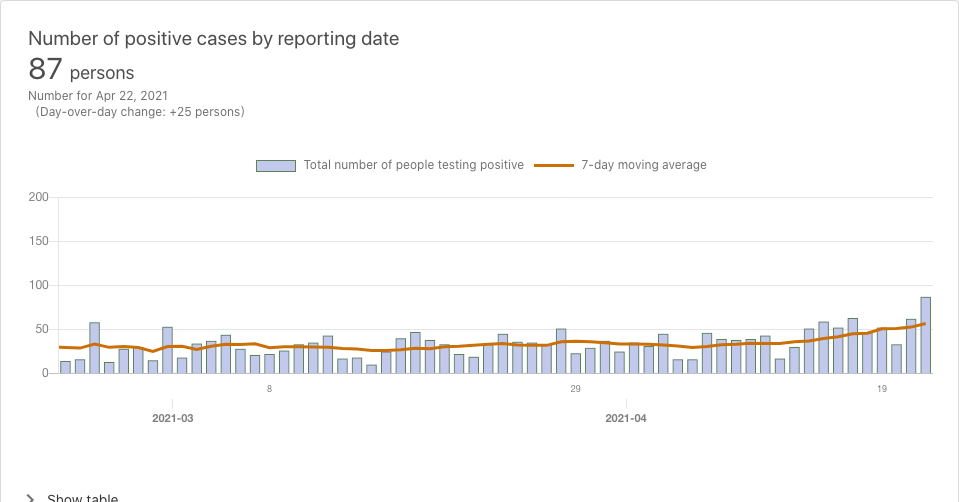 Number of positive cases by reporting date
87 persons
Number for Apr 22, 2021
(Day-over-day change: +25 persons)
Total number of people testing positive 7-day moving average
200
150
100
50
0
8 29 19
2021-03 2021-04
Show table